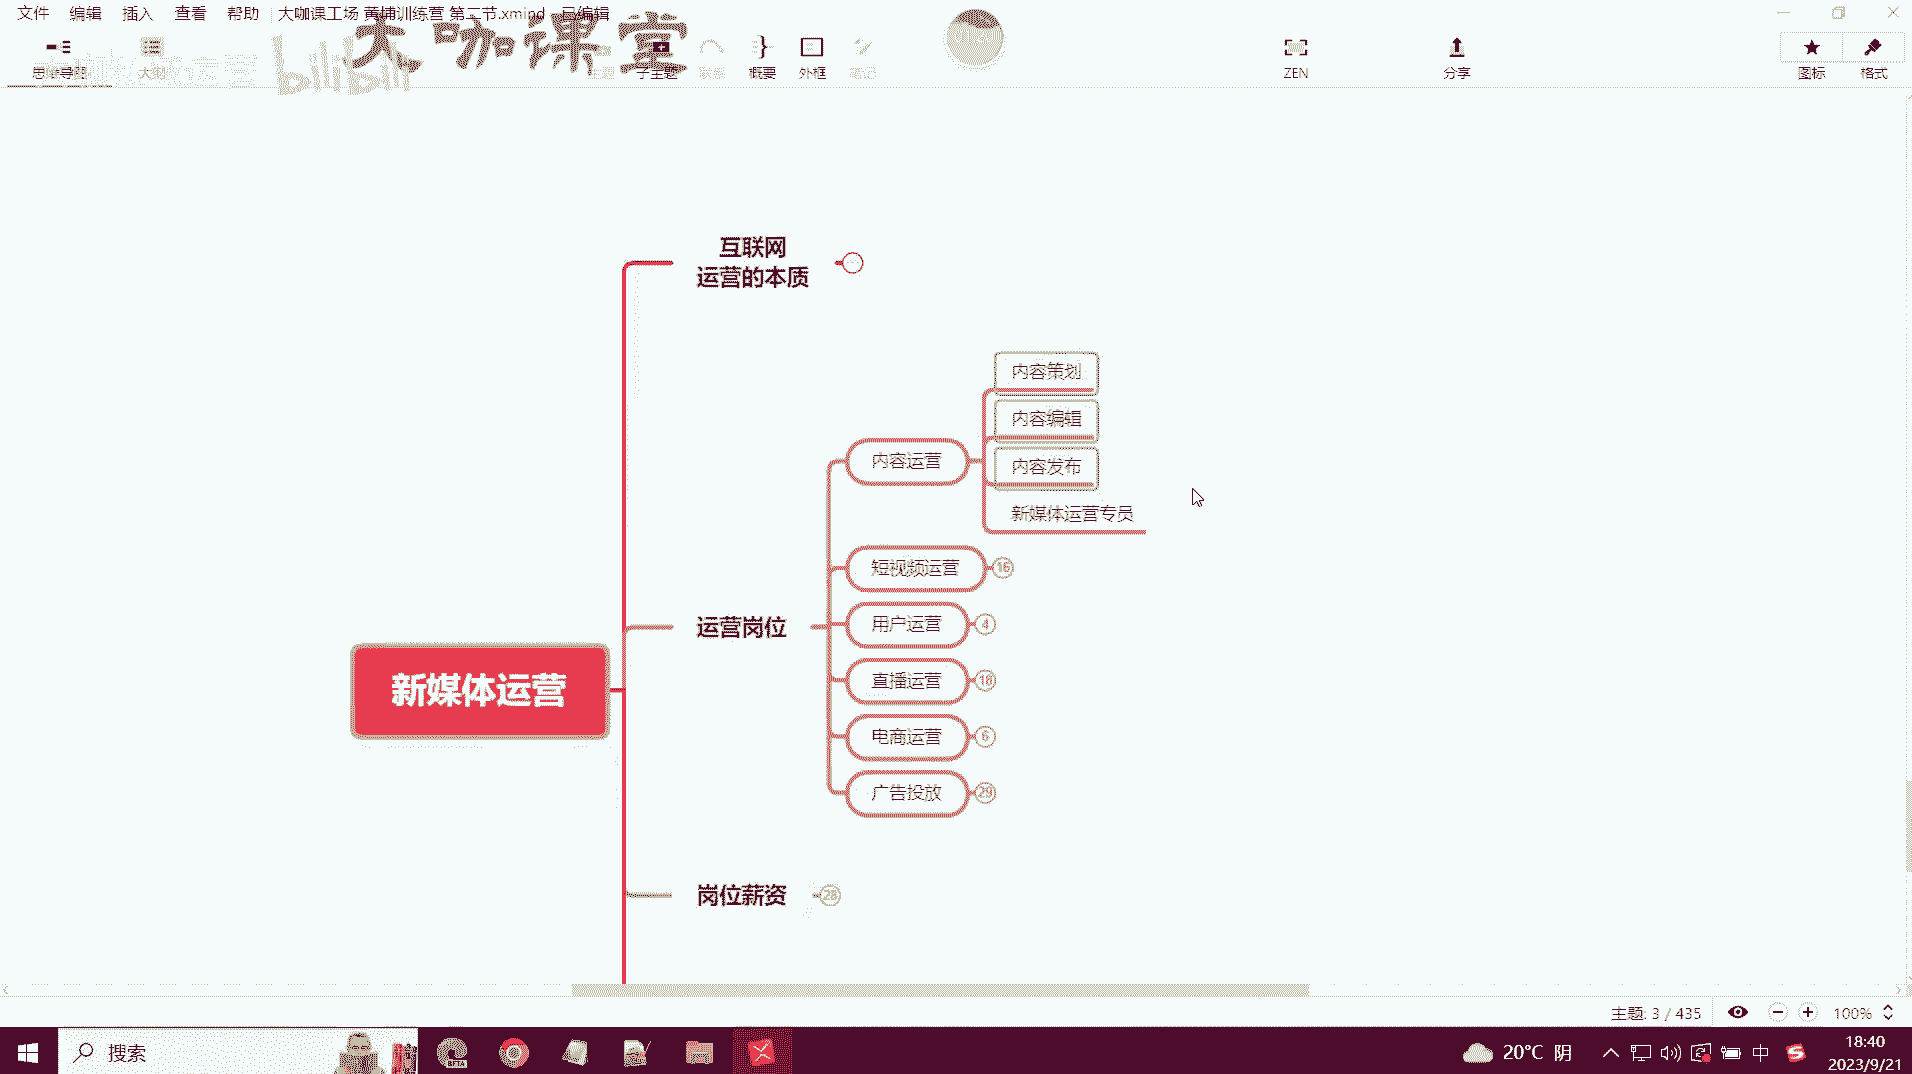 文件 编辑 插入 查看 帮助 大咖课工场 黄埔训练营 第二节.xmind - 已编辑
大咖课堂
bilibili
思维导图 大纲 主题 子主题 联系 概要 外框 笔记 ZEN 分享 图标 格式
互联网
运营的本质
内容策划
内容编辑
内容运营
内容发布
新媒体运营专员
短视频运营 16
用户运营 4
运营岗位
直播运营 18
新媒体运营
电商运营 6
广告投放 29
岗位薪资 28
主题: 3 / 435 100%
搜索
BETA
20°C 阴
中
18:40
2023/9/21